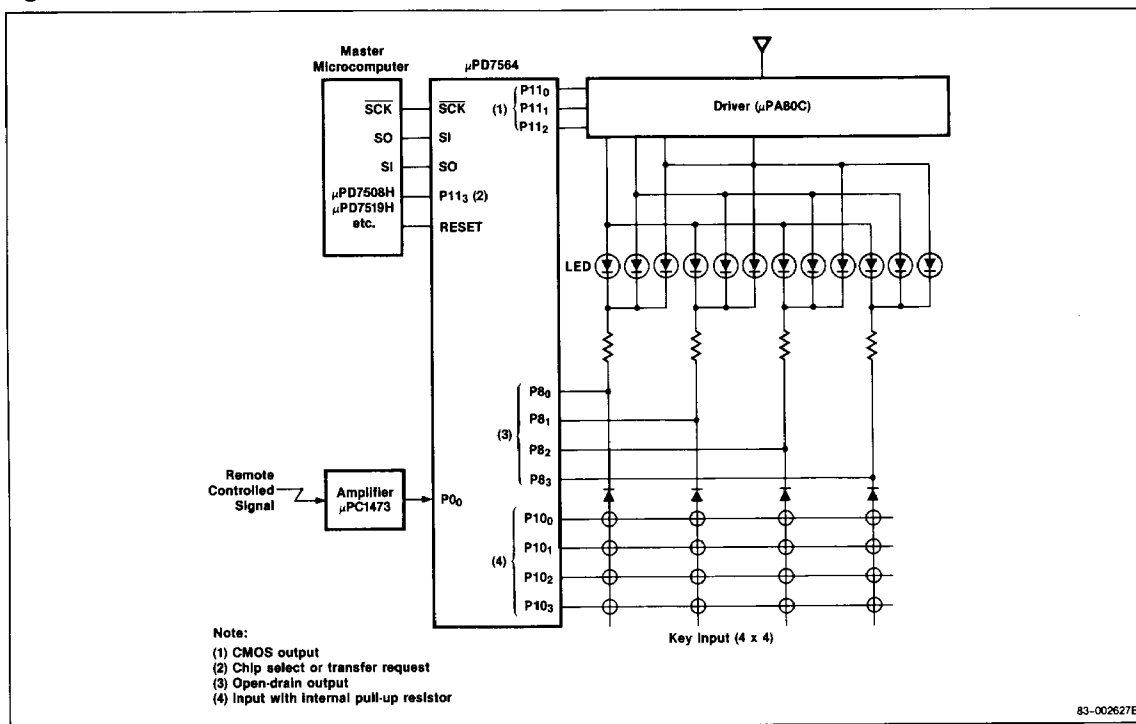 Master
Microcomputer
μPD7564
SCK
SO
SI
μPD7508H
μPD7519H
etc.
SCK
SI
SO
P11₃ (2)
RESET
(1)
P11₀
P11₁
P11₂
Driver (μPA80C)
LED
(3)
P8₀
P8₁
P8₂
P8₃
Remote
Controlled
Signal
Amplifier
μPC1473
P0₀
(4)
P10₀
P10₁
P10₂
P10₃
Key Input (4 x 4)
Note:
(1) CMOS output
(2) Chip select or transfer request
(3) Open-drain output
(4) Input with internal pull-up resistor
83-002627B